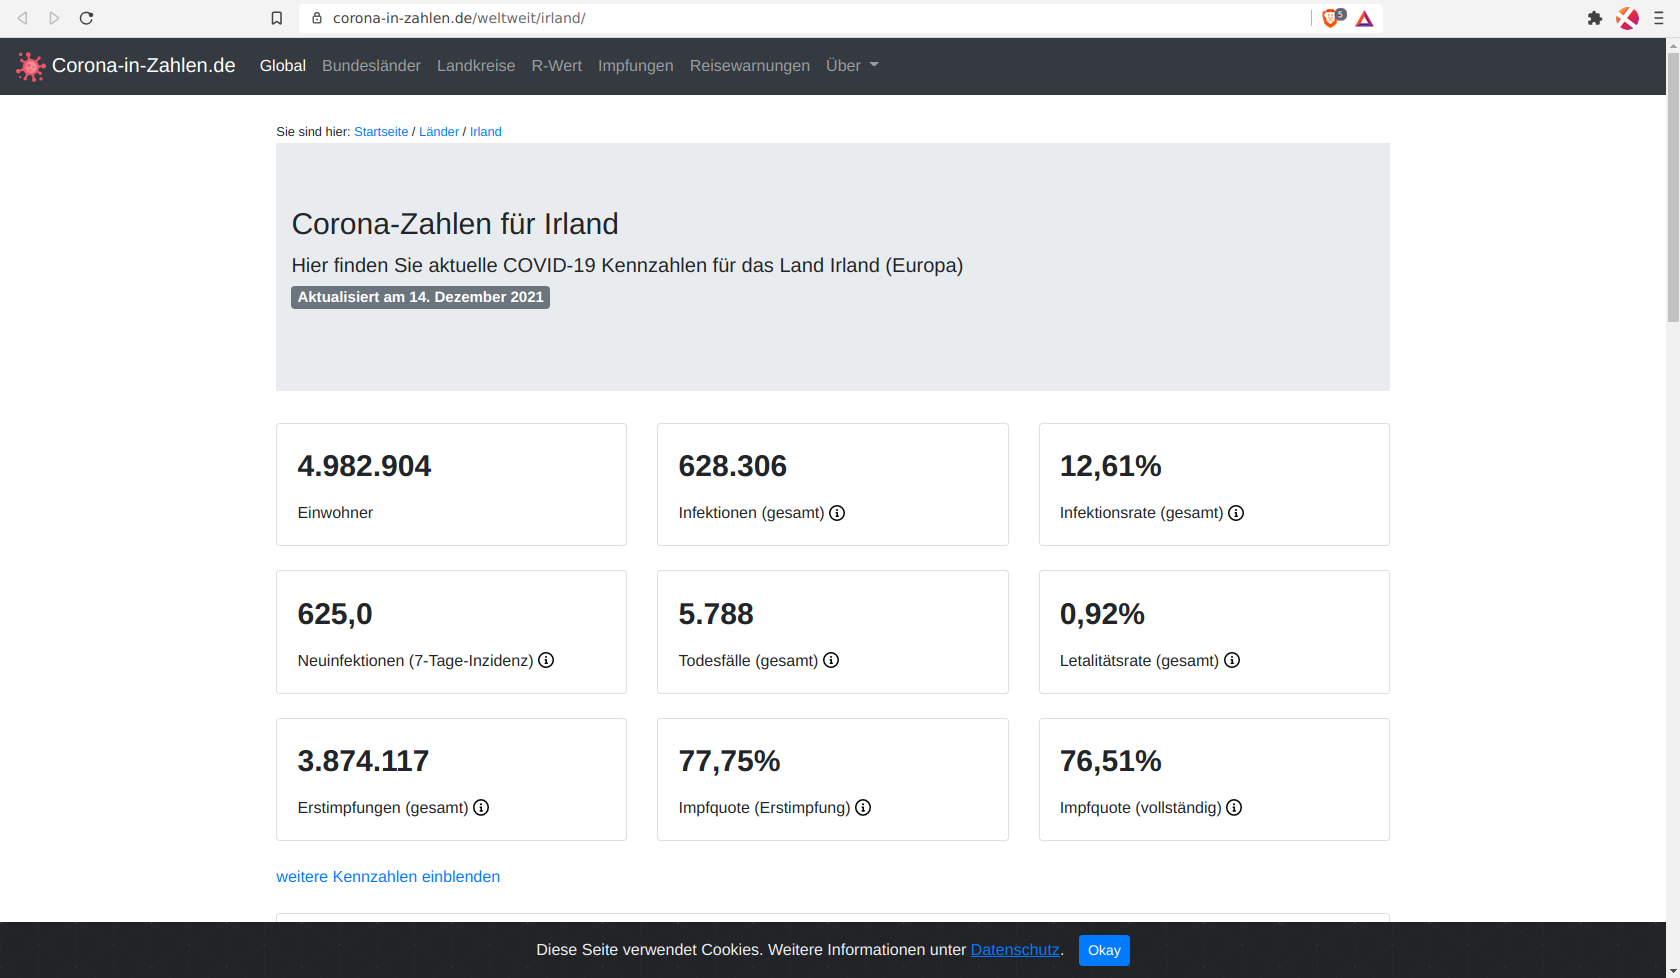 corona-in-zahlen.de/weltweit/irland/
5
Corona-in-Zahlen.de Global Bundesländer Landkreise R-Wert Impfungen Reisewarnungen Über
Sie sind hier: Startseite / Länder / Irland
Corona-Zahlen für Irland
Hier finden Sie aktuelle COVID-19 Kennzahlen für das Land Irland (Europa)
Aktualisiert am 14. Dezember 2021
4.982.904
Einwohner
628.306
Infektionen (gesamt)
12,61%
Infektionsrate (gesamt)
625,0
Neuinfektionen (7-Tage-Inzidenz)
5.788
Todesfälle (gesamt)
0,92%
Letalitätsrate (gesamt)
3.874.117
Erstimpfungen (gesamt)
77,75%
Impfquote (Erstimpfung)
76,51%
Impfquote (vollständig)
weitere Kennzahlen einblenden
Diese Seite verwendet Cookies. Weitere Informationen unter Datenschutz. Okay